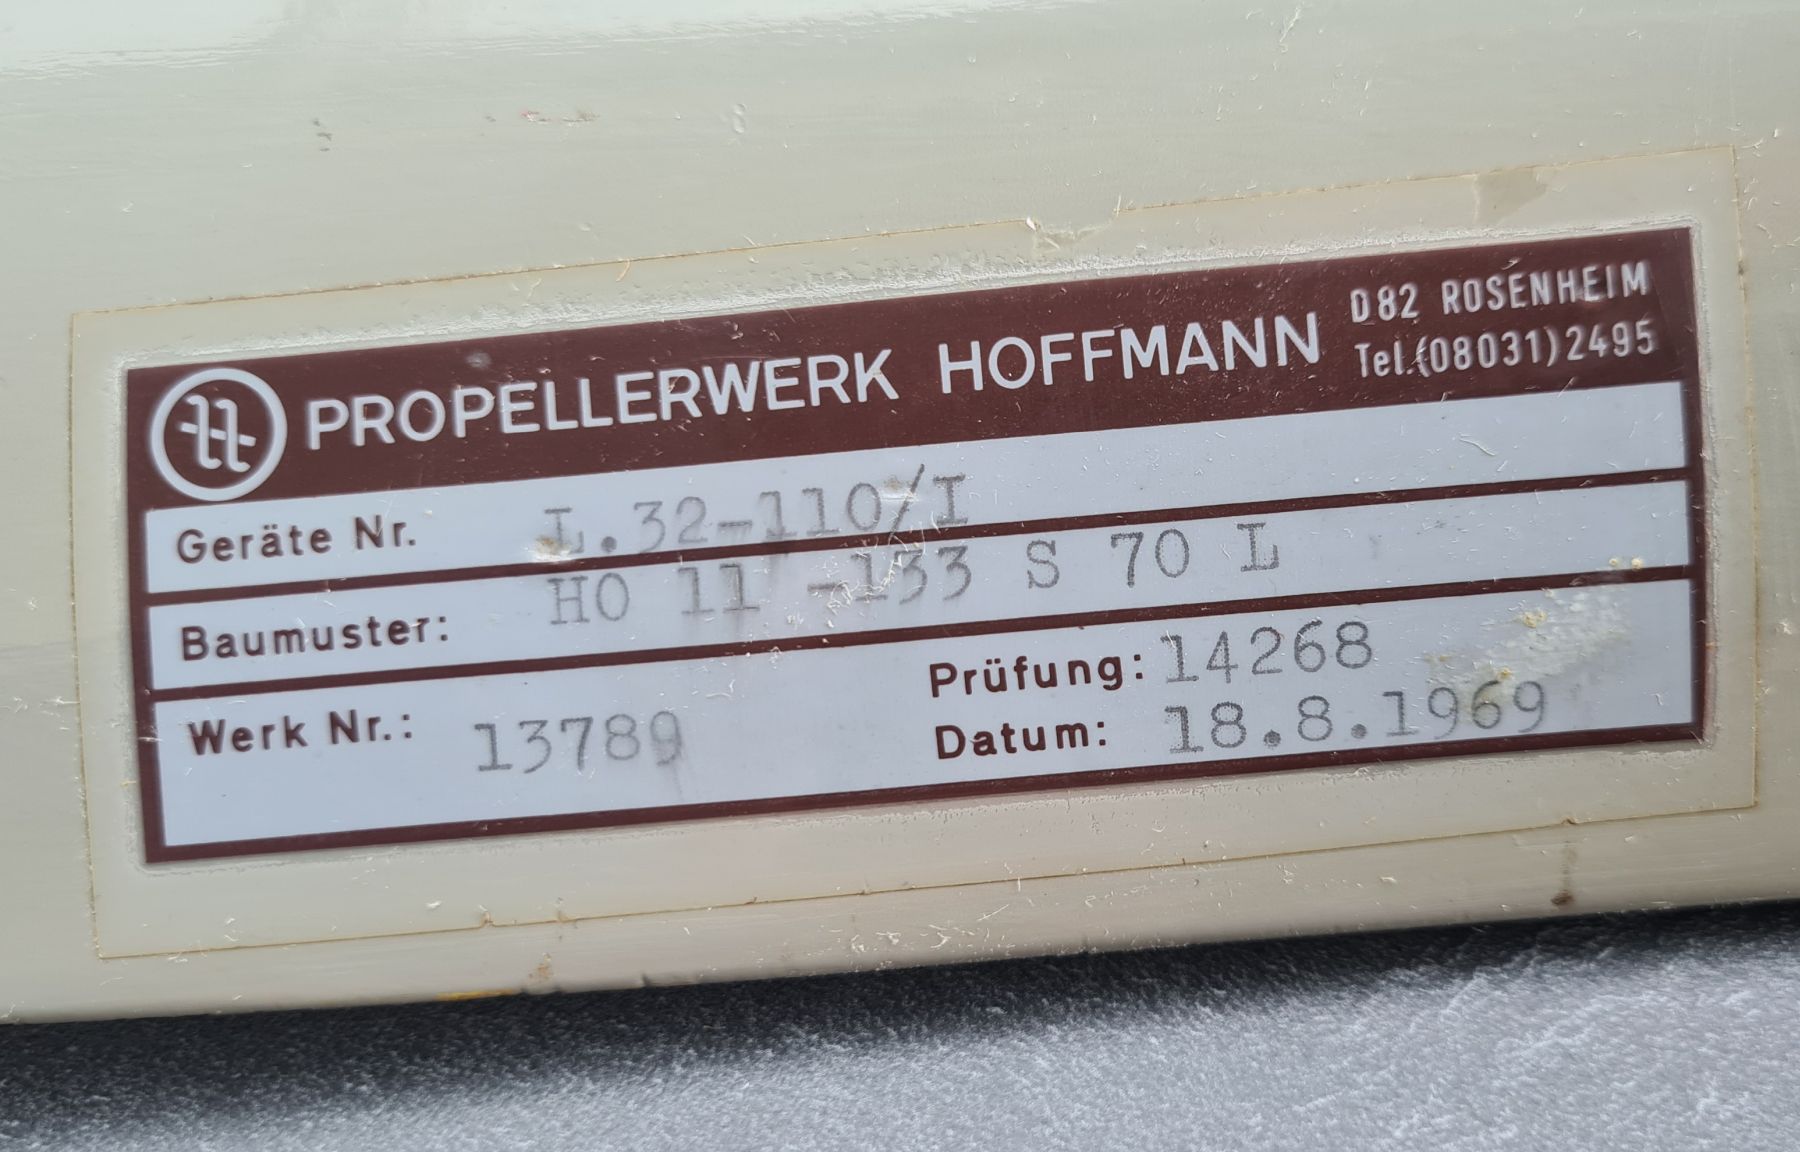 PROPELLERWERK HOFFMANN
D82 ROSENHEIM
Tel.(08031)2495
Geräte Nr. L.32-110/I
Baumuster: HO 11 -133 S 70 L
Werk Nr.: 13789
Prüfung: 14268
Datum: 18.8.1969